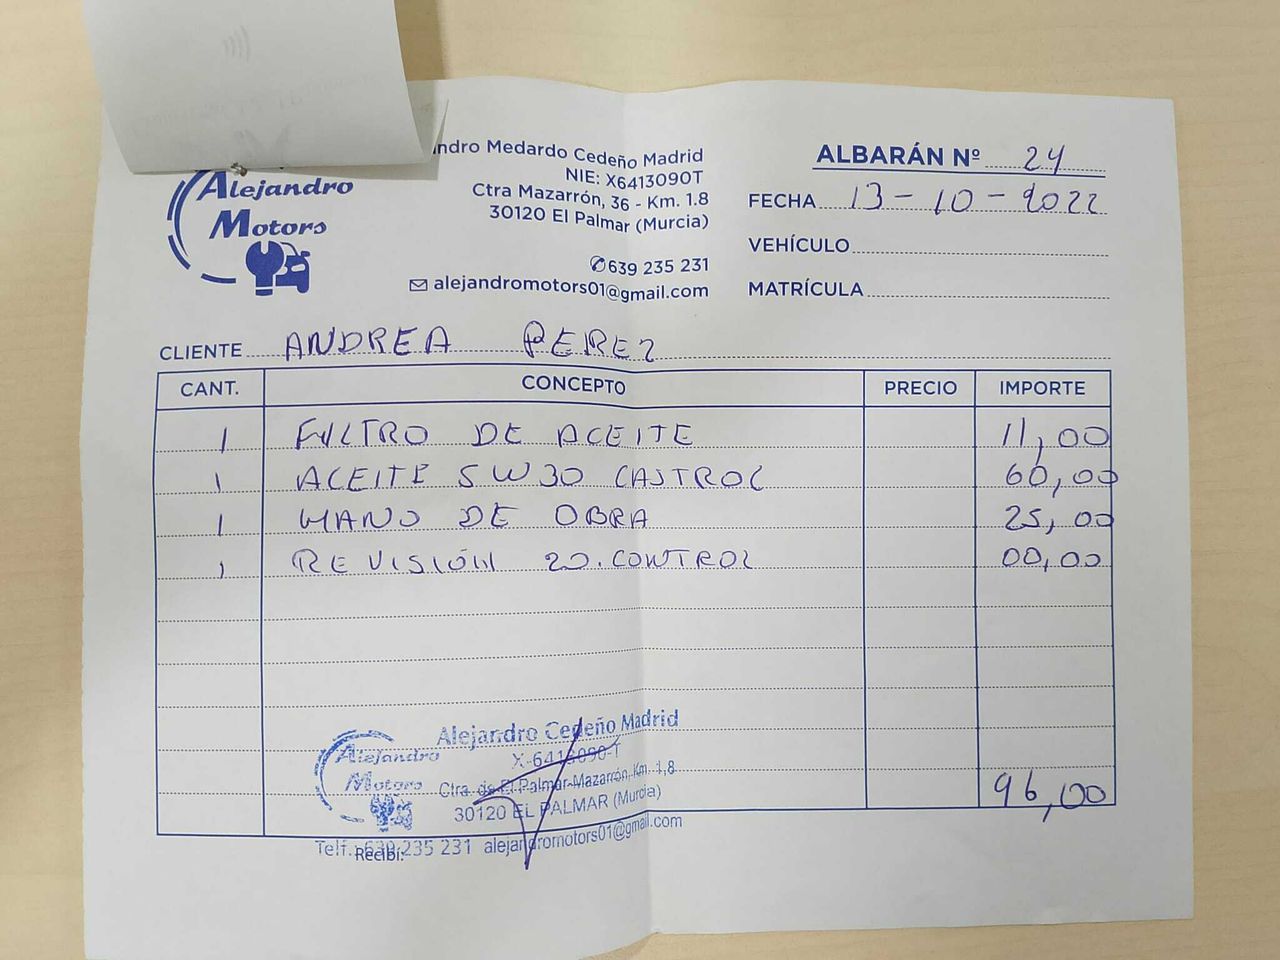 Alejandro
Motors
ndro Medardo Cedeño Madrid
NIE: X6413090T
Ctra Mazarrón, 36 - Km. 1.8
30120 El Palmar (Murcia)
639 235 231
alejandromotors01@gmail.com
ALBARÁN Nº 24
FECHA 13-10-2022
VEHÍCULO
MATRÍCULA
CLIENTE ANDREA PEREZ
CANT. CONCEPTO PRECIO IMPORTE
1 FILTRO DE ACEITE 11,00
1 ACEITE 5W30 CASTROL 60,00
1 MANO DE OBRA 25,00
1 REVISIÓN 20.CONTROL 00,00
96,00
Alejandro
Motors
Alejandro Cedeño Madrid
X-6413090-T
Ctra. de El Palmar-Mazarrón, Km. 1,8
30120 EL PALMAR (Murcia)
Telf.: 639 235 231 alejandromotors01@gmail.com
Recibí: